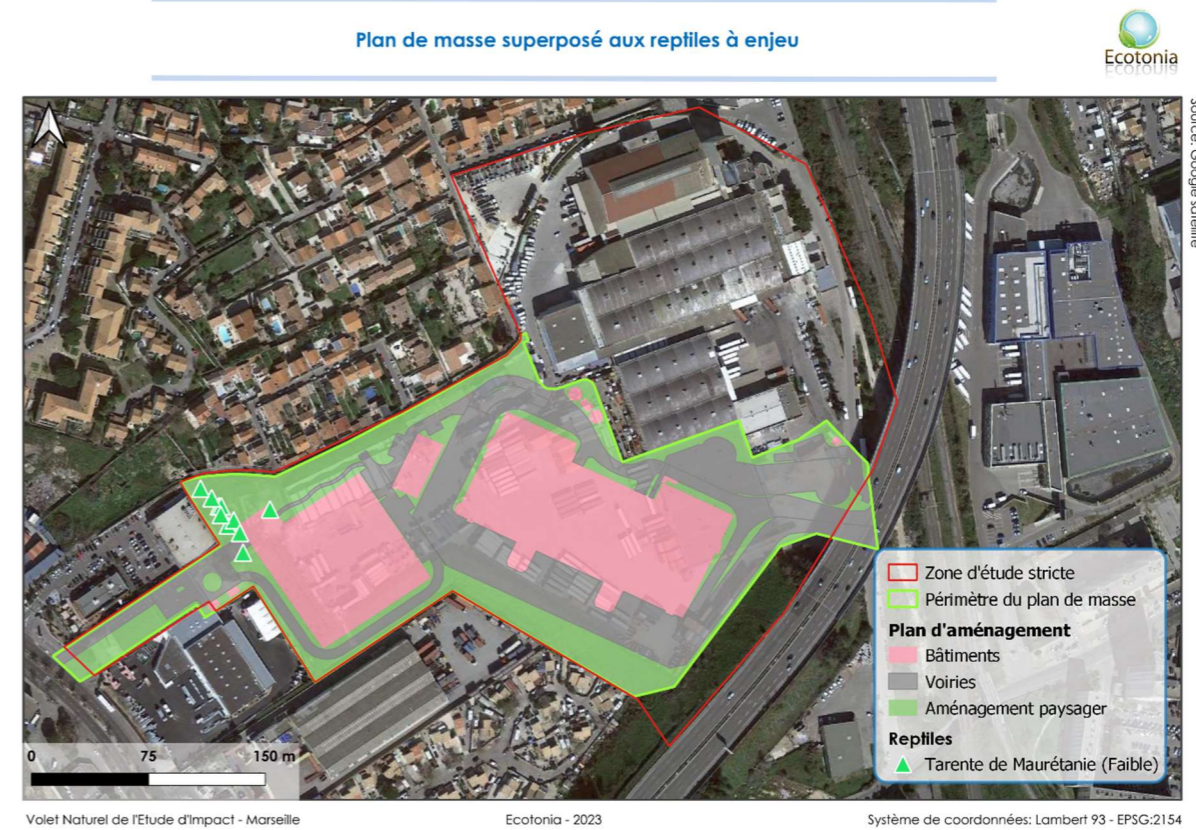 Plan de masse superposé aux reptiles à enjeu
Ecotonia
Source: Google satellite
Zone d'étude stricte
Périmètre du plan de masse
Plan d'aménagement
Bâtiments
Voiries
Aménagement paysager
Reptiles
Tarente de Maurétanie (Faible)
0 75 150 m
Volet Naturel de l'Etude d'Impact - Marseille
Ecotonia - 2023
Système de coordonnées: Lambert 93 - EPSG:2154